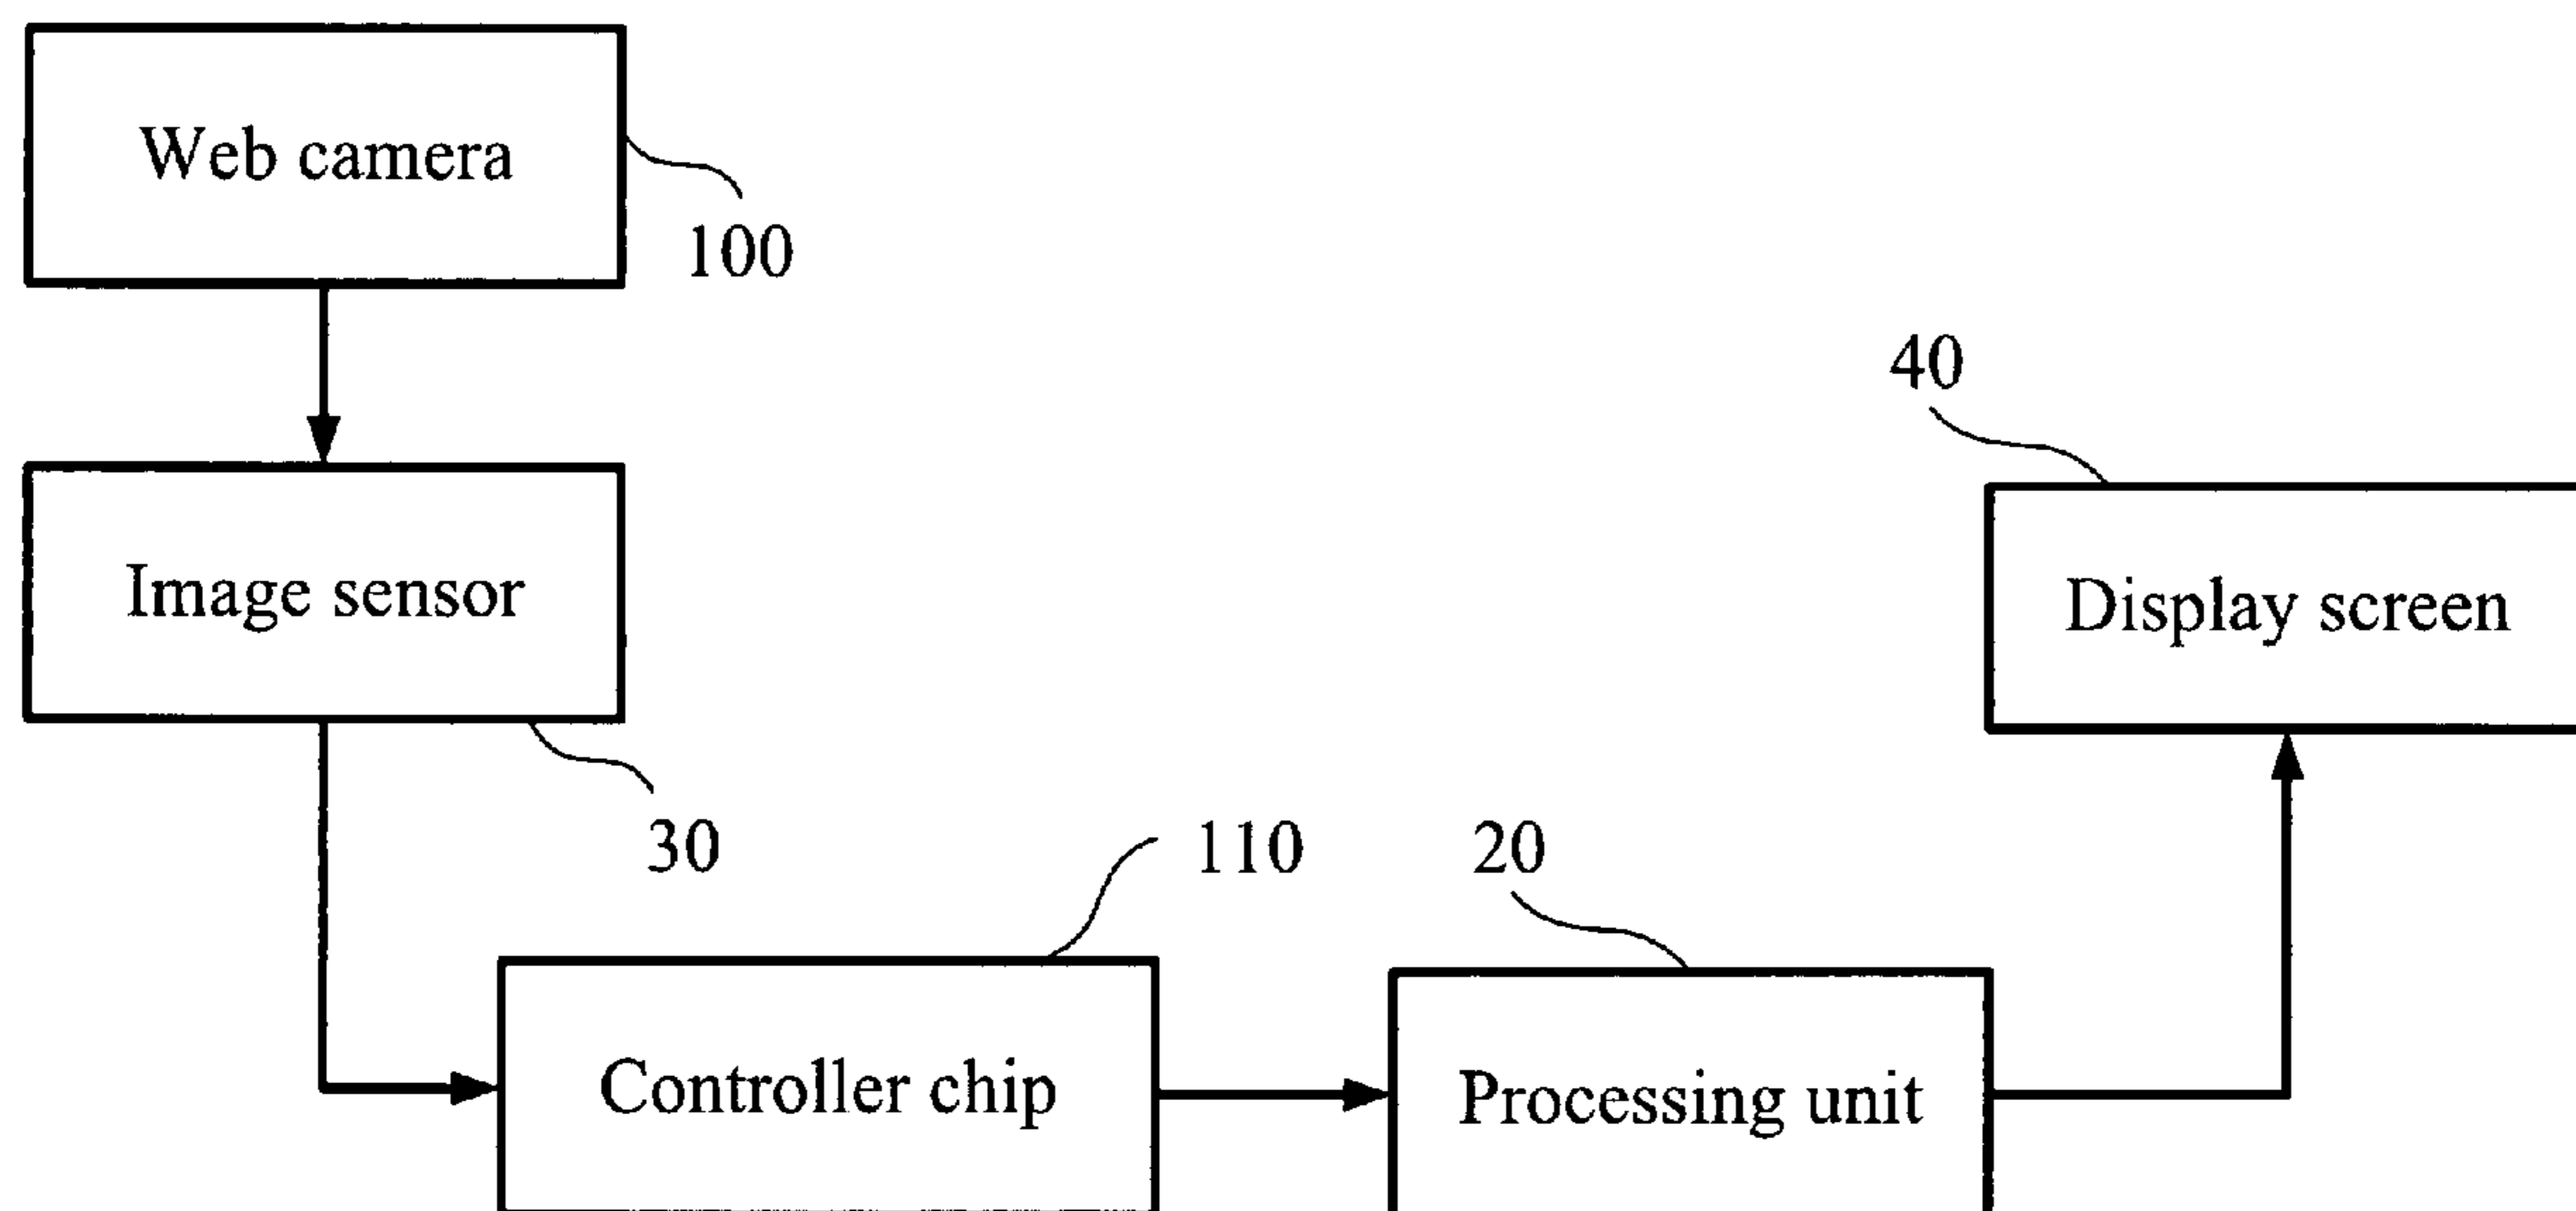 Web camera
100
40
Image sensor
Display screen
30
110
20
Controller chip
Processing unit